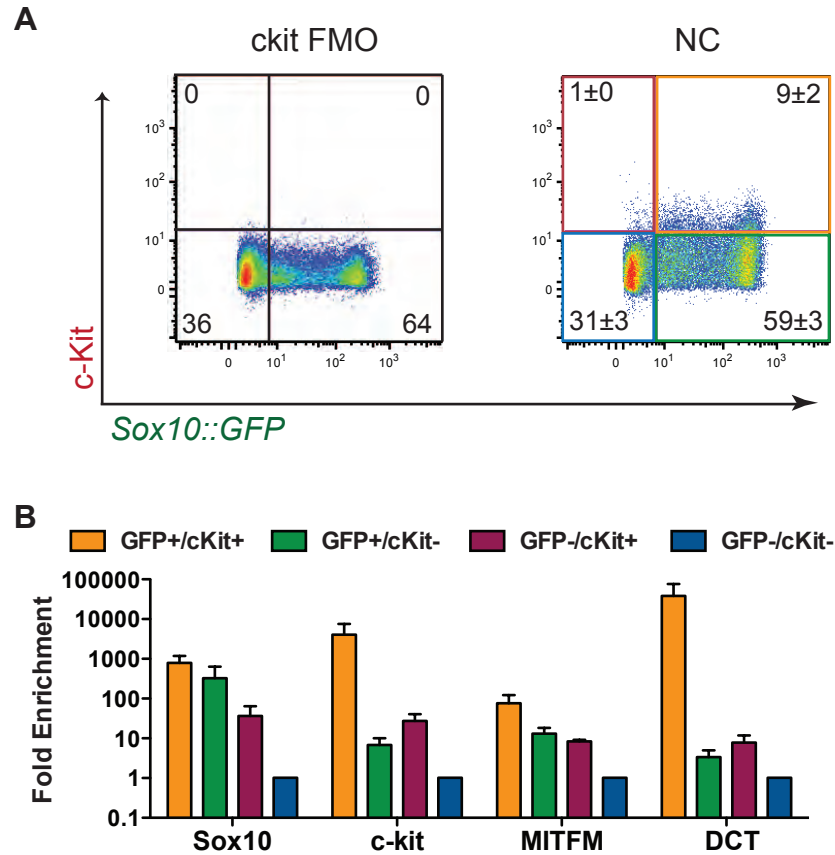 A
ckit FMO
NC
0 0
36 64
10³
10²
10¹
0
0 10¹ 10² 10³
1±0 9±2
31±3 59±3
10³
10²
10¹
0
0 10¹ 10² 10³
c-Kit
Sox10::GFP
B
GFP+/cKit+ GFP+/cKit- GFP-/cKit+ GFP-/cKit-
Fold Enrichment
100000
10000
1000
100
10
1
0.1
Sox10 c-kit MITFM DCT